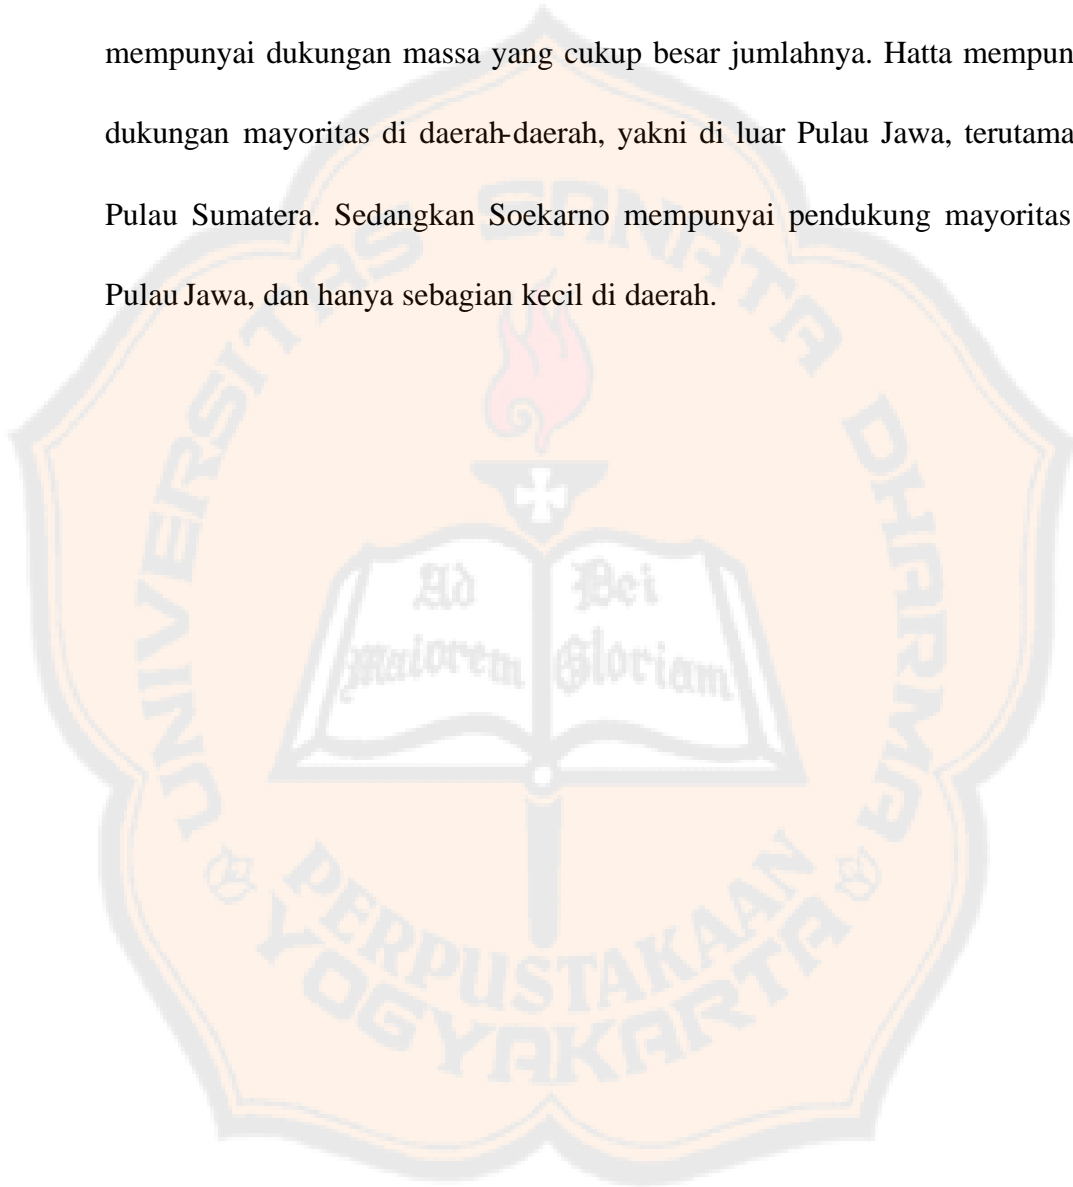 mempunyai dukungan massa yang cukup besar jumlahnya. Hatta mempun
dukungan mayoritas di daerah-daerah, yakni di luar Pulau Jawa, terutama
Pulau Sumatera. Sedangkan Soekarno mempunyai pendukung mayoritas
Pulau Jawa, dan hanya sebagian kecil di daerah.
UNIVERSITAS SANATA DHARMA
Ad Dei
Maiorem Gloriam
PERPUSTAKAAN
YOGYAKARTA